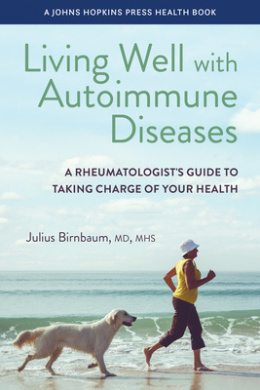 A JOHNS HOPKINS PRESS HEALTH BOOK
Living Well with
Autoimmune
Diseases
A RHEUMATOLOGIST'S GUIDE TO
TAKING CHARGE OF YOUR HEALTH
Julius Birnbaum, MD, MHS